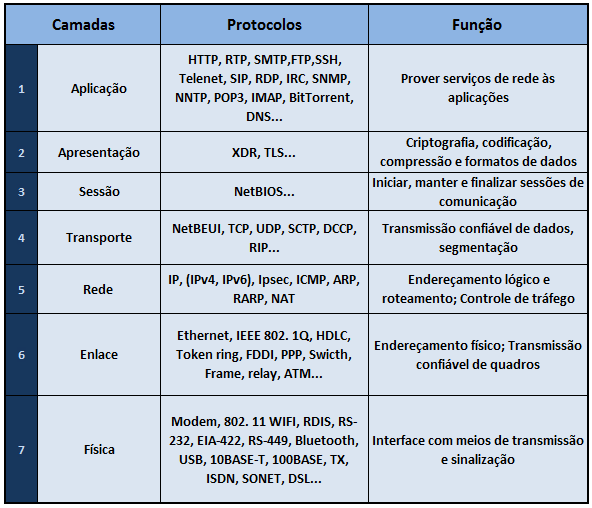 Camadas Protocolos Função
1 Aplicação
HTTP, RTP, SMTP,FTP,SSH,
Telenet, SIP, RDP, IRC, SNMP,
NNTP, POP3, IMAP, BitTorrent,
DNS...
Prover serviços de rede às
aplicações
2 Apresentação
XDR, TLS...
Criptografia, codificação,
compressão e formatos de dados
3 Sessão
NetBIOS...
Iniciar, manter e finalizar sessões de
comunicação
4 Transporte
NetBEUI, TCP, UDP, SCTP, DCCP,
RIP...
Transmissão confiável de dados,
segmentação
5 Rede
IP, (IPv4, IPv6), Ipsec, ICMP, ARP,
RARP, NAT
Endereçamento lógico e
roteamento; Controle de tráfego
6 Enlace
Ethernet, IEEE 802. 1Q, HDLC,
Token ring, FDDI, PPP, Swicth,
Frame, relay, ATM...
Endereçamento físico; Transmissão
confiável de quadros
7 Física
Modem, 802. 11 WIFI, RDIS, RS-
232, EIA-422, RS-449, Bluetooth,
USB, 10BASE-T, 100BASE, TX,
ISDN, SONET, DSL...
Interface com meios de transmissão
e sinalização